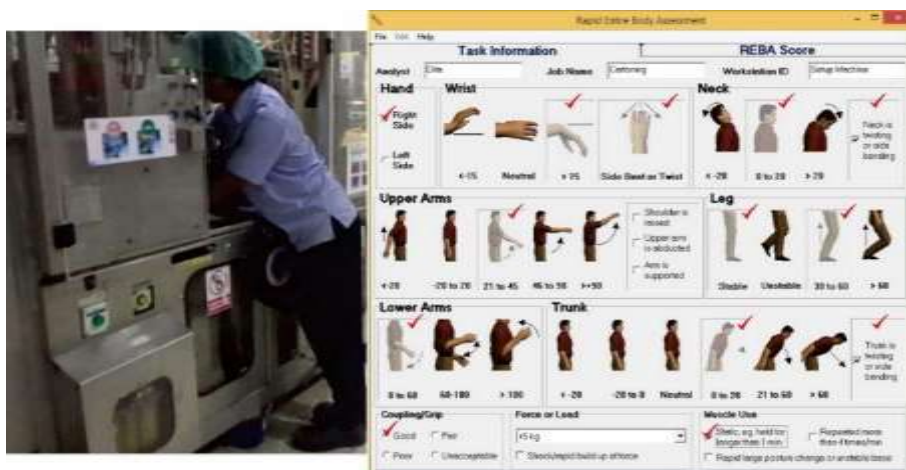 Rapid Entire Body Assessment
File Edit Help
Task Information
REBA Score
Analyst
Elite
Job Name
Cartoning
Workstation ID
Setup Machine
Hand
Right
Side
Left
Side
Wrist
<-15 Neutral > 15 Side Bent or Twist
Neck
<-20 0 to 20 > 20
Neck is
twisting
or side
bending
Upper Arms
<-20 -20 to 20 21 to 45 46 to 90 >+90
Shoulder is
raised
Upper arm
is abducted
Arm is
supported
Leg
Stable Unstable 30 to 60 > 60
Lower Arms
0 to 60 60-100 > 100
Trunk
< -20 -20 to 0 Neutral 0 to 20 21 to 60 > 60
Trunk is
twisting
or side
bending
Coupling/Grip
Good Fair
Poor Unacceptable
Force or Load
<5 kg
Shock/rapid build up of force
Muscle Use
Static, eg. held for
longer than 1 min
Repeated more
than 4 times/min
Rapid large posture change or unstable base